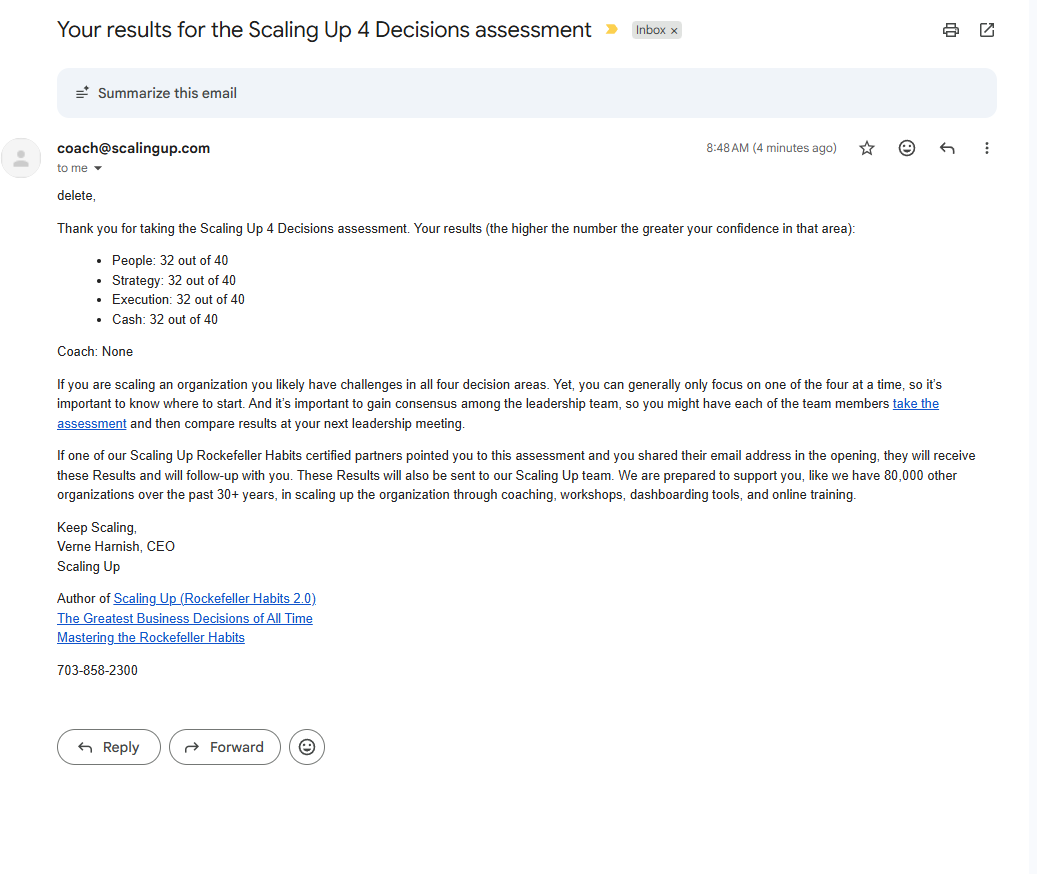 Your results for the Scaling Up 4 Decisions assessment
Inbox ×
Summarize this email
coach@scalingup.com
8:48 AM (4 minutes ago)
to me
delete,
Thank you for taking the Scaling Up 4 Decisions assessment. Your results (the higher the number the greater your confidence in that area):
• People: 32 out of 40
• Strategy: 32 out of 40
• Execution: 32 out of 40
• Cash: 32 out of 40
Coach: None
If you are scaling an organization you likely have challenges in all four decision areas. Yet, you can generally only focus on one of the four at a time, so it's
important to know where to start. And it's important to gain consensus among the leadership team, so you might have each of the team members take the
assessment and then compare results at your next leadership meeting.
If one of our Scaling Up Rockefeller Habits certified partners pointed you to this assessment and you shared their email address in the opening, they will receive
these Results and will follow-up with you. These Results will also be sent to our Scaling Up team. We are prepared to support you, like we have 80,000 other
organizations over the past 30+ years, in scaling up the organization through coaching, workshops, dashboarding tools, and online training.
Keep Scaling,
Verne Harnish, CEO
Scaling Up
Author of Scaling Up (Rockefeller Habits 2.0)
The Greatest Business Decisions of All Time
Mastering the Rockefeller Habits
703-858-2300
Reply
Forward